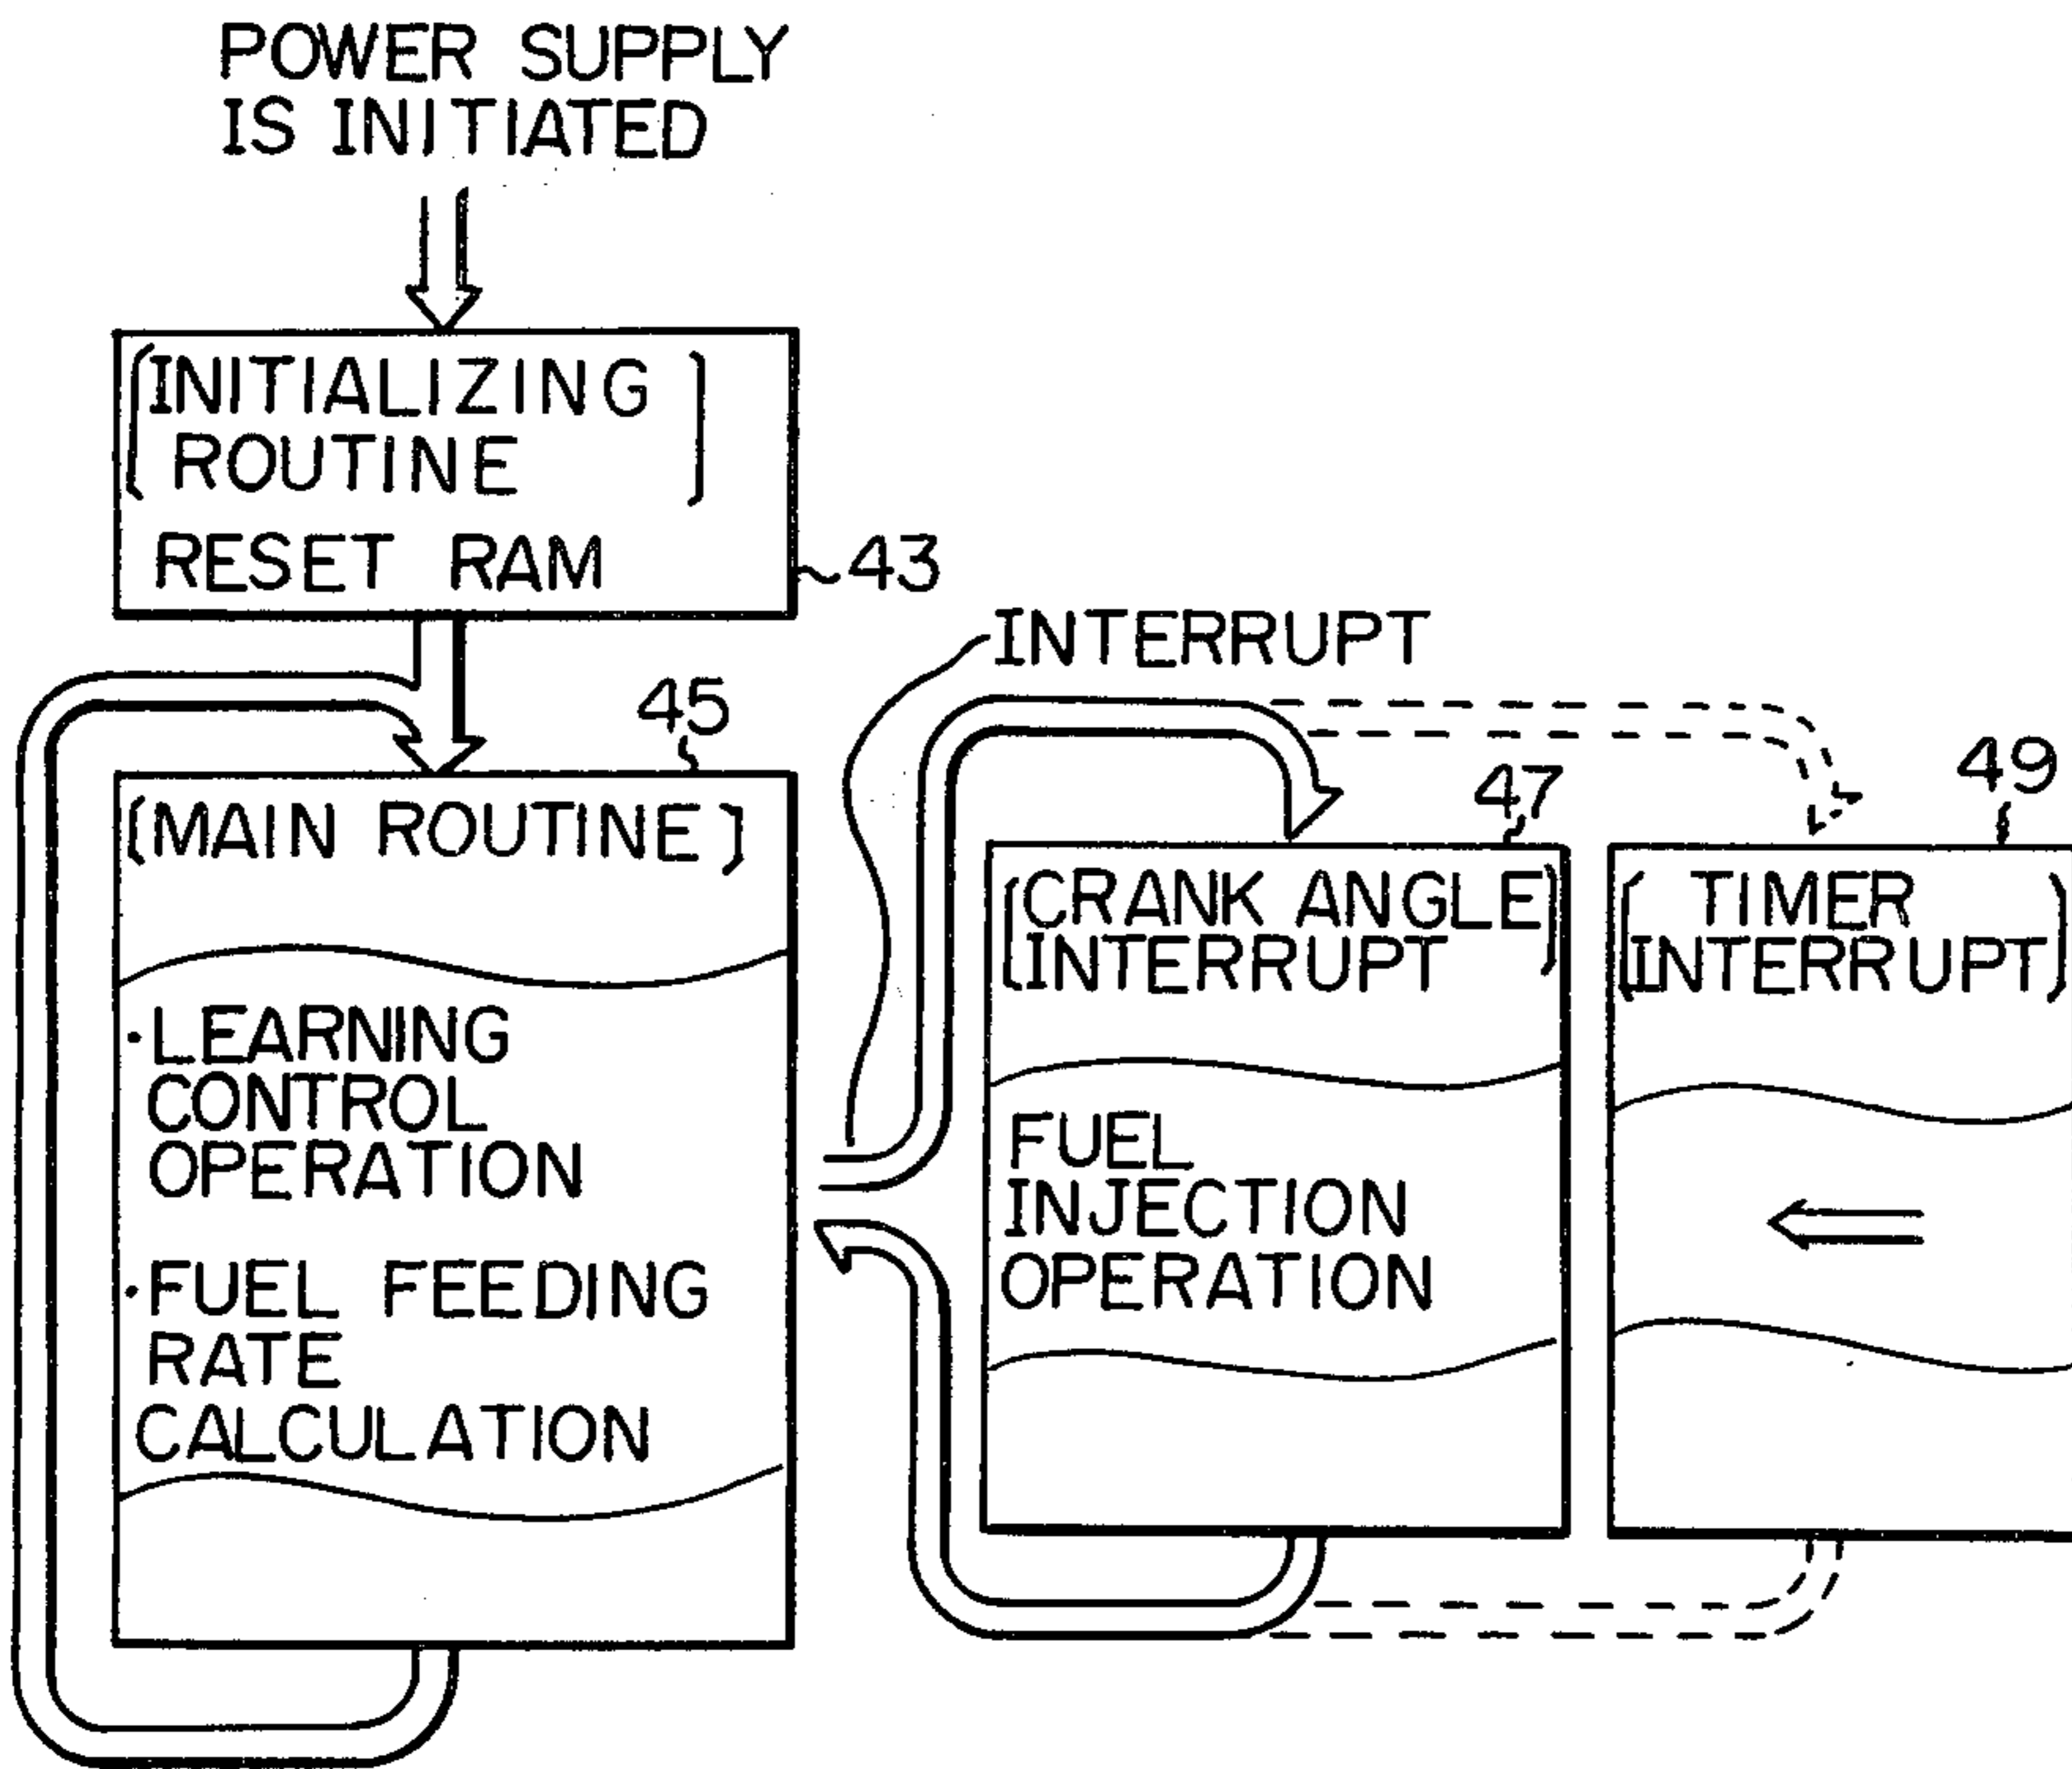 POWER SUPPLY
IS INITIATED
[INITIALIZING
ROUTINE]
RESET RAM
43
INTERRUPT
45
[MAIN ROUTINE]
·LEARNING
CONTROL
OPERATION
·FUEL FEEDING
RATE
CALCULATION
47
[CRANK ANGLE
INTERRUPT]
FUEL
INJECTION
OPERATION
49
[TIMER
INTERRUPT]